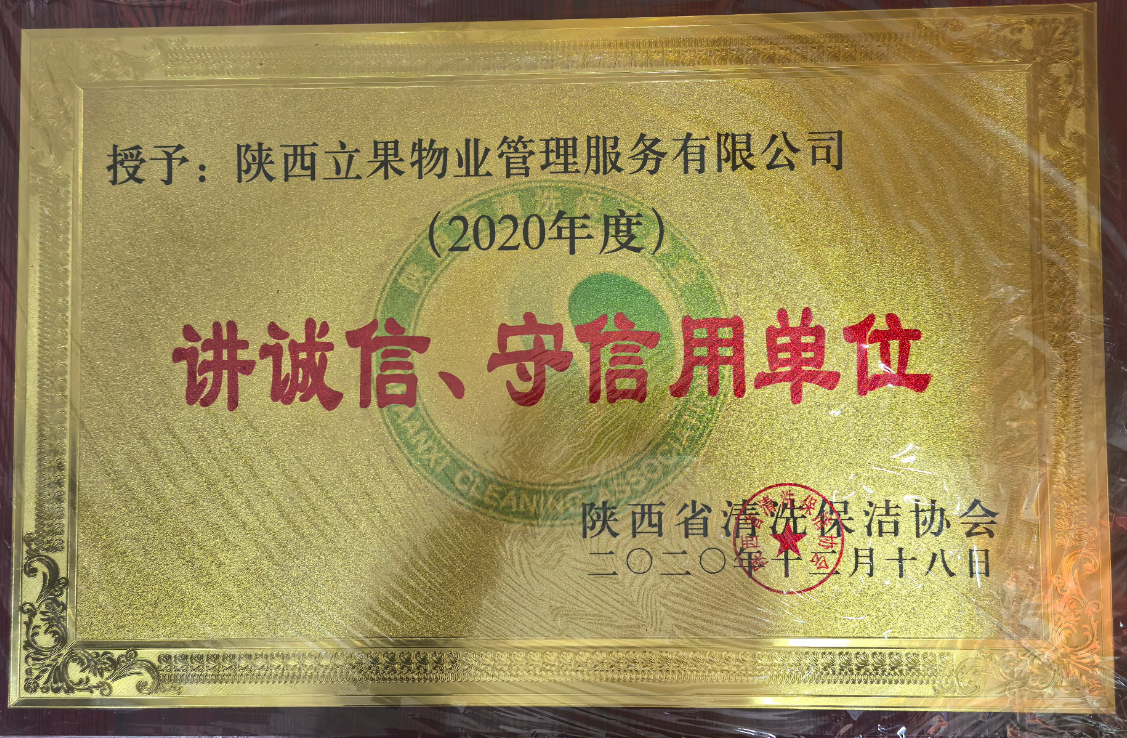 授予：陕西立果物业管理服务有限公司
（2020年度）
讲诚信、守信用单位
陕西省清洗保洁协会
二〇二〇年十二月十八日
CLEANING